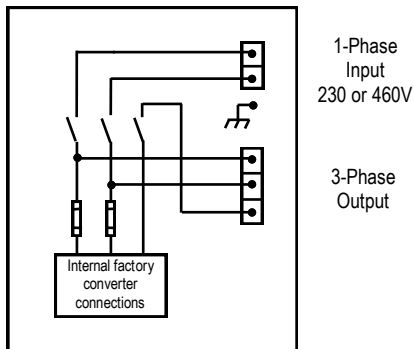 1-Phase
Input
230 or 460V
3-Phase
Output
Internal factory
converter
connections